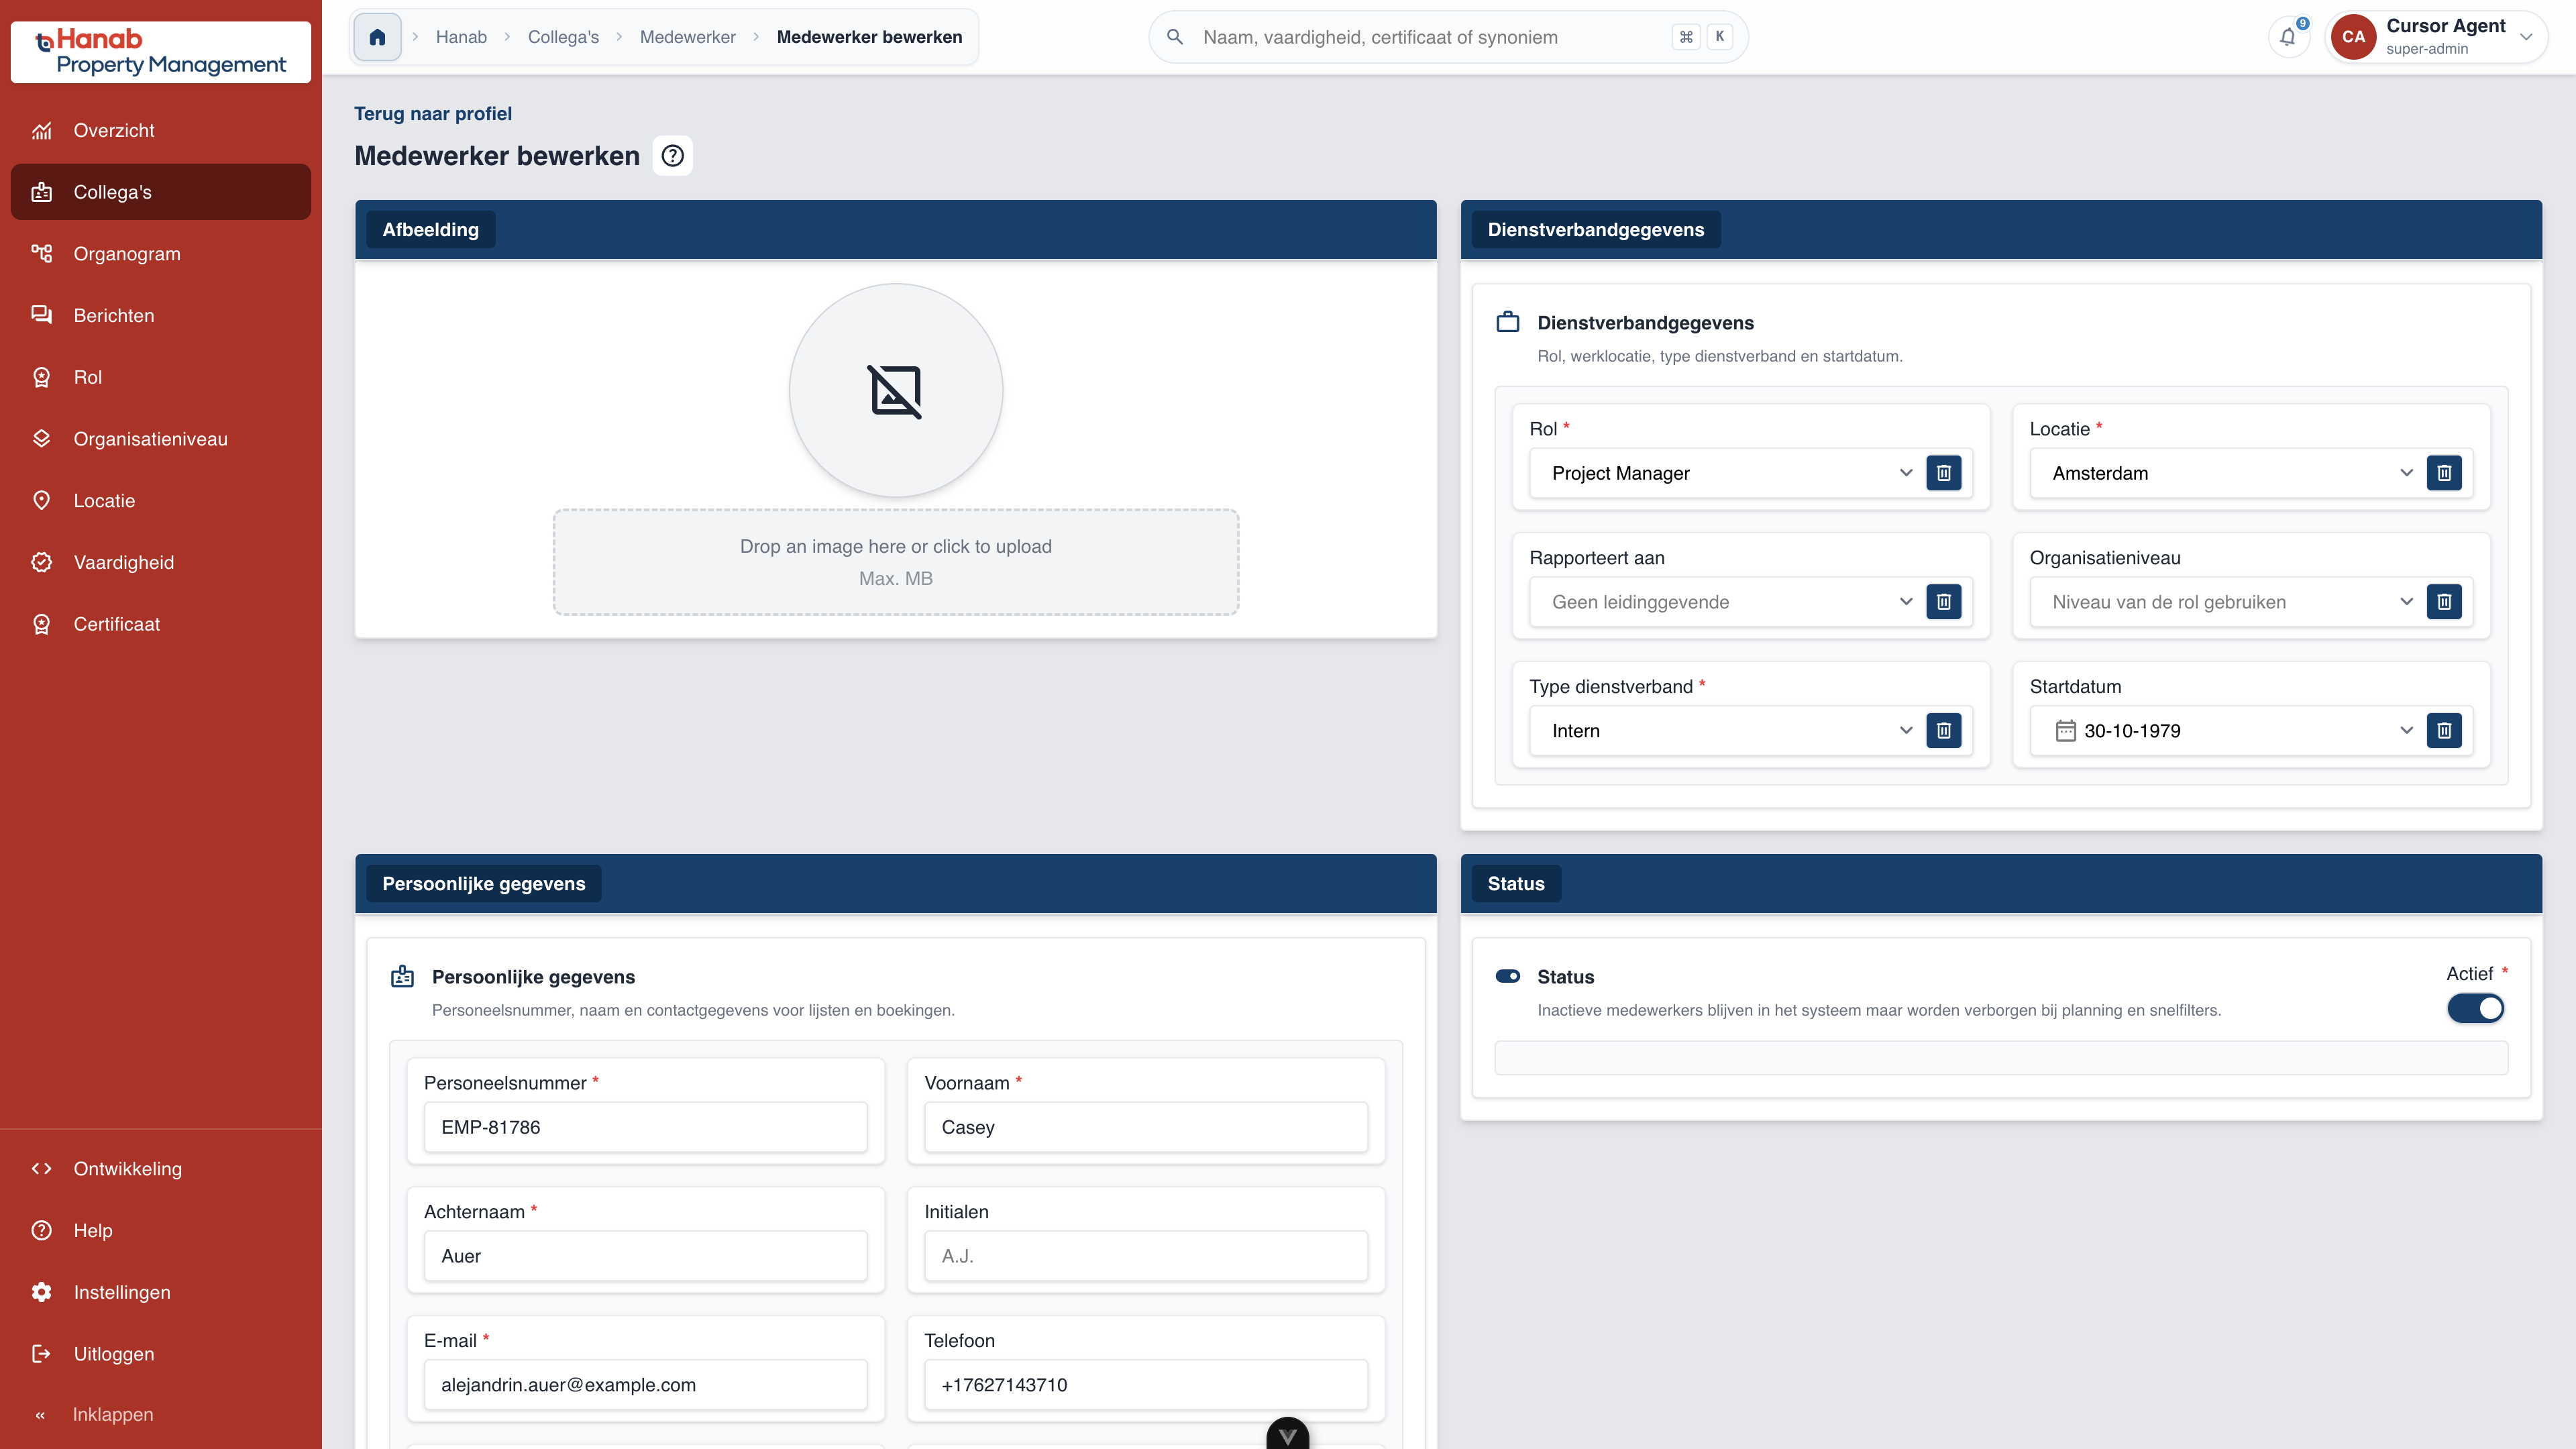 Hanab
Property Management
Overzicht
Collega's
Organogram
Berichten
Rol
Organisatieniveau
Locatie
Vaardigheid
Certificaat
Ontwikkeling
Help
Instellingen
Uitloggen
« Inklappen
Hanab
Collega's
Medewerker
Medewerker bewerken
Naam, vaardigheid, certificaat of synoniem
⌘ K
9
CA
Cursor Agent
super-admin
Terug naar profiel
Medewerker bewerken
Afbeelding
Drop an image here or click to upload
Max. MB
Dienstverbandgegevens
Dienstverbandgegevens
Rol, werklocatie, type dienstverband en startdatum.
Rol *
Project Manager
Locatie *
Amsterdam
Rapporteert aan
Geen leidinggevende
Organisatieniveau
Niveau van de rol gebruiken
Type dienstverband *
Intern
Startdatum
30-10-1979
Persoonlijke gegevens
Persoonlijke gegevens
Personeelsnummer, naam en contactgegevens voor lijsten en boekingen.
Personeelsnummer *
EMP-81786
Voornaam *
Casey
Achternaam *
Auer
Initialen
A.J.
E-mail *
alejandrin.auer@example.com
Telefoon
+17627143710
Status
Status
Inactieve medewerkers blijven in het systeem maar worden verborgen bij planning en snelfilters.
Actief *